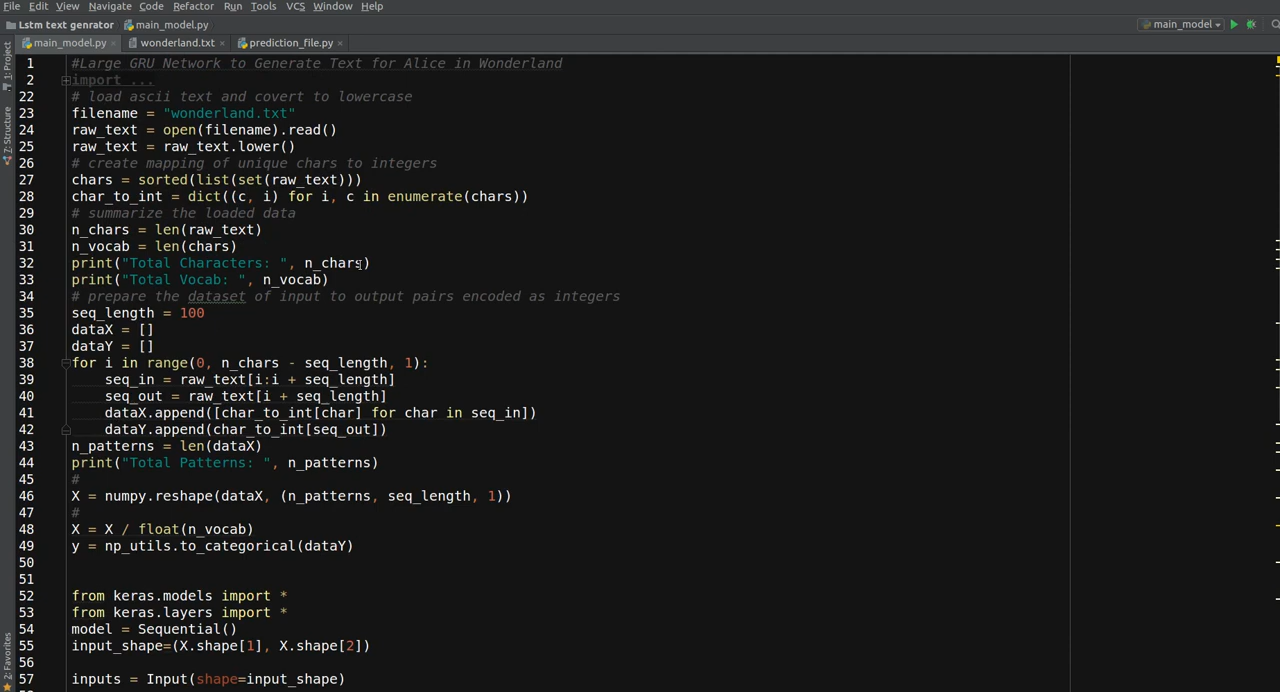 File Edit View Navigate Code Refactor Run Tools VCS Window Help
Lstm text genrator main_model.py main_model
main_model.py wonderland.txt prediction_file.py
1: Project
7: Structure
2: Favorites
1 #Large GRU Network to Generate Text for Alice in Wonderland
2 import ...
22 # load ascii text and covert to lowercase
23 filename = "wonderland.txt"
24 raw_text = open(filename).read()
25 raw_text = raw_text.lower()
26 # create mapping of unique chars to integers
27 chars = sorted(list(set(raw_text)))
28 char_to_int = dict((c, i) for i, c in enumerate(chars))
29 # summarize the loaded data
30 n_chars = len(raw_text)
31 n_vocab = len(chars)
32 print("Total Characters: ", n_chars)
33 print("Total Vocab: ", n_vocab)
34 # prepare the dataset of input to output pairs encoded as integers
35 seq_length = 100
36 dataX = []
37 dataY = []
38 for i in range(0, n_chars - seq_length, 1):
39     seq_in = raw_text[i:i + seq_length]
40     seq_out = raw_text[i + seq_length]
41     dataX.append([char_to_int[char] for char in seq_in])
42     dataY.append(char_to_int[seq_out])
43 n_patterns = len(dataX)
44 print("Total Patterns: ", n_patterns)
45 #
46 X = numpy.reshape(dataX, (n_patterns, seq_length, 1))
47 #
48 X = X / float(n_vocab)
49 y = np_utils.to_categorical(dataY)
50
51
52 from keras.models import *
53 from keras.layers import *
54 model = Sequential()
55 input_shape=(X.shape[1], X.shape[2])
56
57 inputs = Input(shape=input_shape)